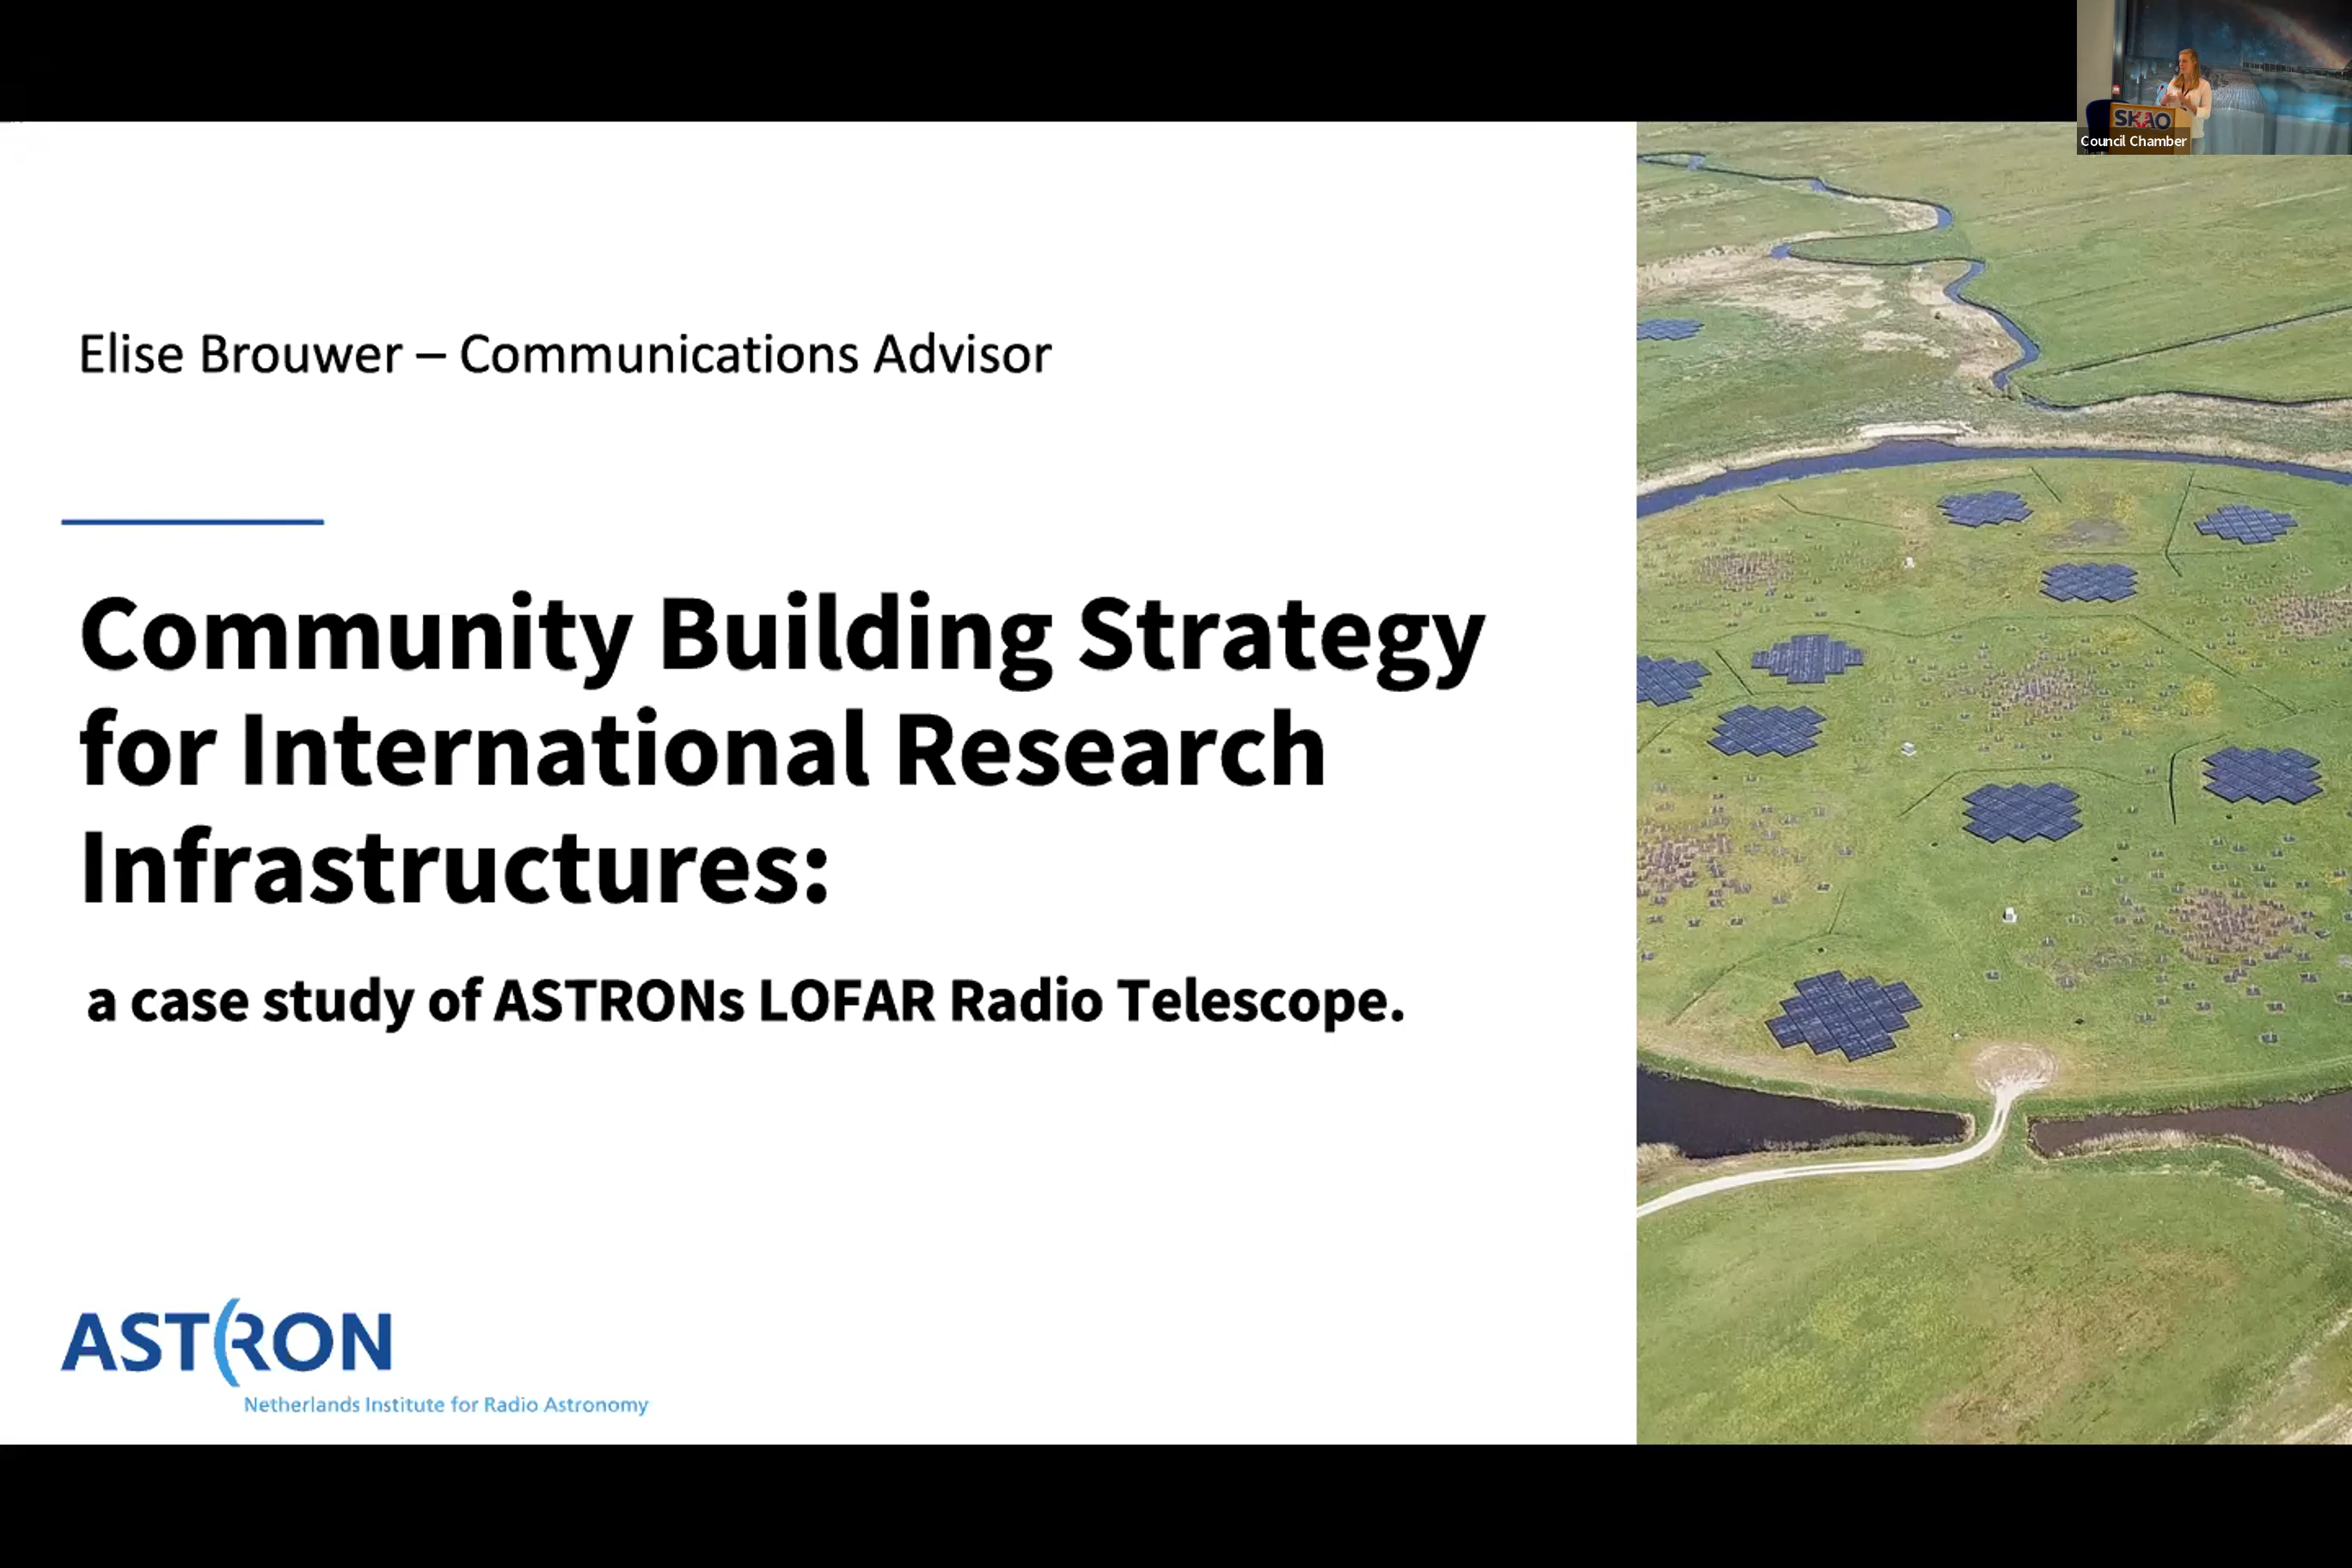 SKAO
Council Chamber
Elise Brouwer – Communications Advisor
Community Building Strategy
for International Research
Infrastructures:
a case study of ASTRONs LOFAR Radio Telescope.
ASTRON
Netherlands Institute for Radio Astronomy